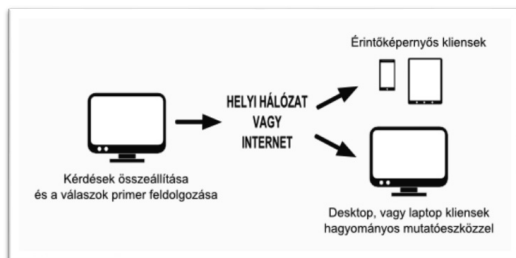 Érintőképernyős kliensek
HELYI HÁLÓZAT
VAGY
INTERNET
Kérdések összeállítása
és a válaszok primer feldolgozása
Desktop, vagy laptop kliensek
hagyományos mutatóeszközzel